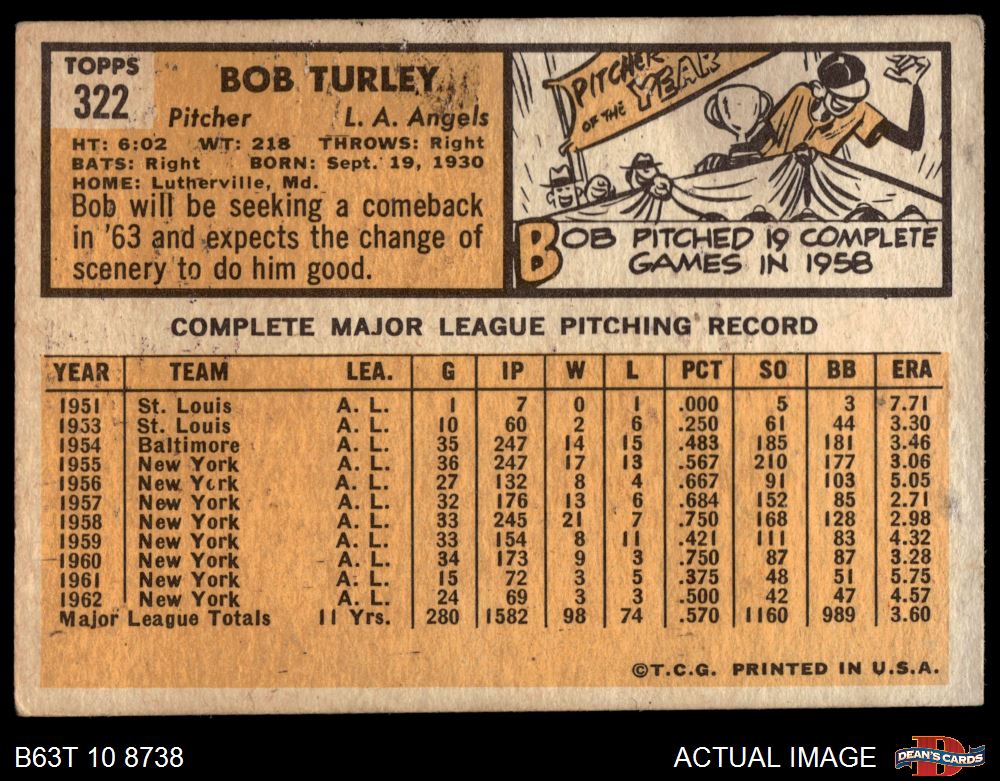 TOPPS
322
BOB TURLEY
Pitcher L. A. Angels
HT: 6:02 WT: 218 THROWS: Right
BATS: Right BORN: Sept. 19, 1930
HOME: Lutherville, Md.
Bob will be seeking a comeback
in '63 and expects the change of
scenery to do him good.
PITCHER
OF THE YEAR
BOB PITCHED 19 COMPLETE
GAMES IN 1958
COMPLETE MAJOR LEAGUE PITCHING RECORD
YEAR TEAM LEA. G IP W L PCT SO BB ERA
1951 St. Louis A. L. 1 7 0 1 .000 5 3 7.71
1953 St. Louis A. L. 10 60 2 6 .250 61 44 3.30
1954 Baltimore A. L. 35 247 14 15 .483 185 181 3.46
1955 New York A. L. 36 247 17 13 .567 210 177 3.06
1956 New York A. L. 27 132 8 4 .667 91 103 5.05
1957 New York A. L. 32 176 13 6 .684 152 85 2.71
1958 New York A. L. 33 245 21 7 .750 168 128 2.98
1959 New York A. L. 33 154 8 11 .421 111 83 4.32
1960 New York A. L. 34 173 9 3 .750 87 87 3.28
1961 New York A. L. 15 72 3 5 .375 48 51 5.75
1962 New York A. L. 24 69 3 3 .500 42 47 4.57
Major League Totals 11 Yrs. 280 1582 98 74 .570 1160 989 3.60
©T.C.G. PRINTED IN U.S.A.
B63T 10 8738 ACTUAL IMAGE DEAN'S CARDS